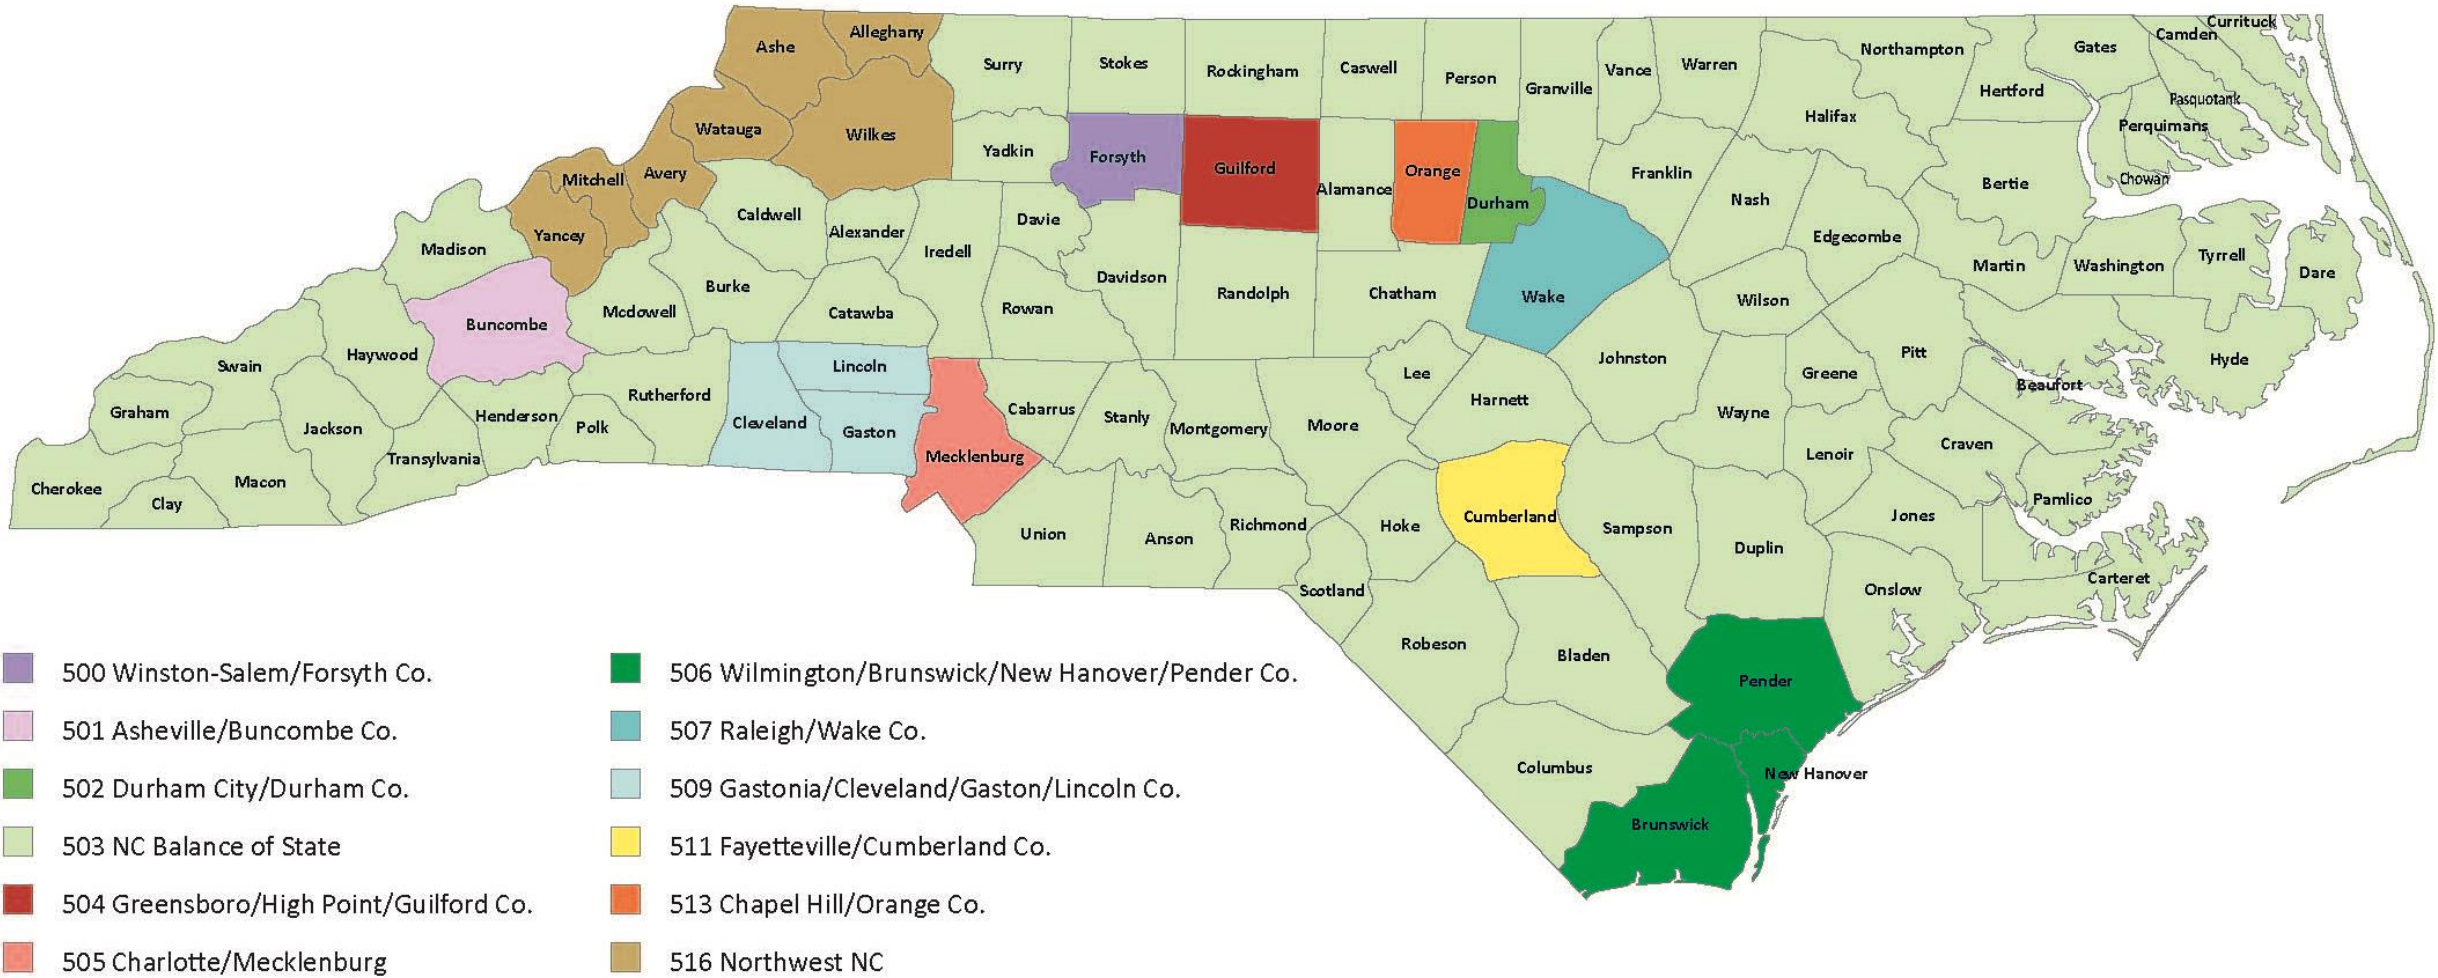 Ashe
Alleghany
Surry
Stokes
Rockingham
Caswell
Person
Granville
Vance
Warren
Northampton
Gates
Camden
Currituck
Halifax
Hertford
Pasquotank
Perquimans
Chowan
Watauga
Wilkes
Yadkin
Forsyth
Guilford
Alamance
Orange
Durham
Franklin
Nash
Bertie
Mitchell
Avery
Yancey
Caldwell
Alexander
Iredell
Davie
Edgecombe
Martin
Washington
Tyrrell
Dare
Madison
Burke
Catawba
Rowan
Davidson
Randolph
Chatham
Wake
Wilson
Buncombe
Mcdowell
Haywood
Swain
Lincoln
Johnston
Greene
Pitt
Beaufort
Hyde
Graham
Jackson
Henderson
Polk
Rutherford
Cleveland
Gaston
Mecklenburg
Cabarrus
Stanly
Montgomery
Moore
Lee
Harnett
Wayne
Lenoir
Craven
Pamlico
Cherokee
Clay
Macon
Transylvania
Union
Anson
Richmond
Hoke
Cumberland
Sampson
Duplin
Jones
Onslow
Carteret
Scotland
Robeson
Bladen
Pender
Columbus
New Hanover
Brunswick
500 Winston-Salem/Forsyth Co.
501 Asheville/Buncombe Co.
502 Durham City/Durham Co.
503 NC Balance of State
504 Greensboro/High Point/Guilford Co.
505 Charlotte/Mecklenburg
506 Wilmington/Brunswick/New Hanover/Pender Co.
507 Raleigh/Wake Co.
509 Gastonia/Cleveland/Gaston/Lincoln Co.
511 Fayetteville/Cumberland Co.
513 Chapel Hill/Orange Co.
516 Northwest NC